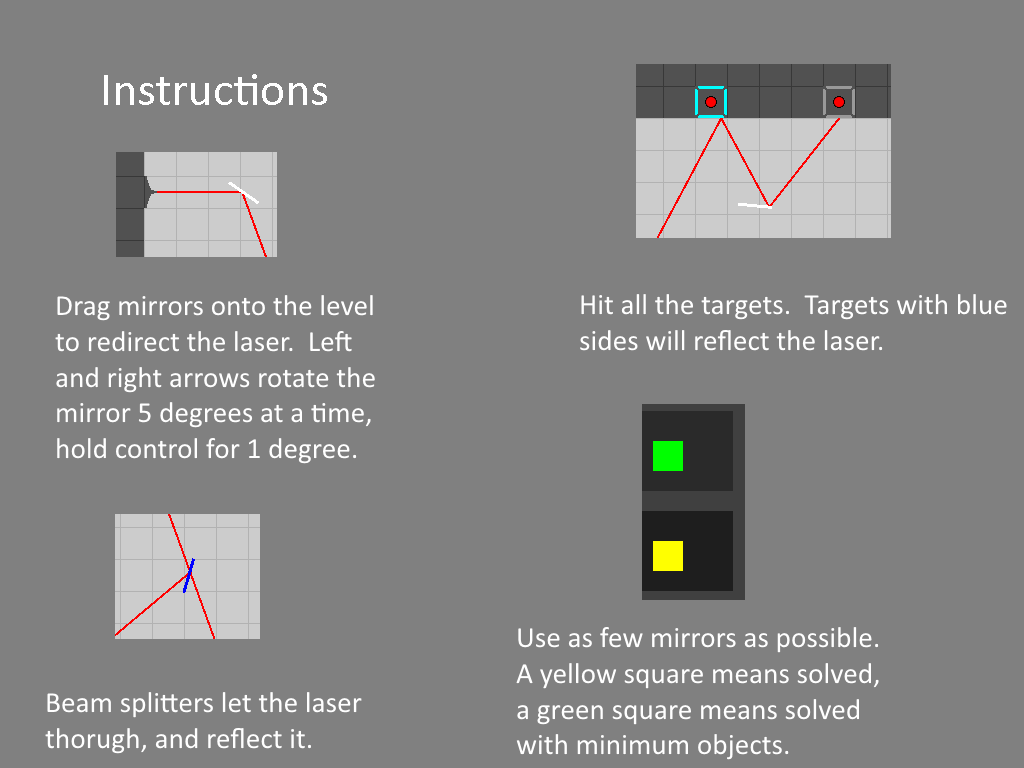 Instructions
Drag mirrors onto the level
to redirect the laser.  Left
and right arrows rotate the
mirror 5 degrees at a time,
hold control for 1 degree.
Beam splitters let the laser
thorugh, and reflect it.
Hit all the targets.  Targets with blue
sides will reflect the laser.
Use as few mirrors as possible.
A yellow square means solved,
a green square means solved
with minimum objects.